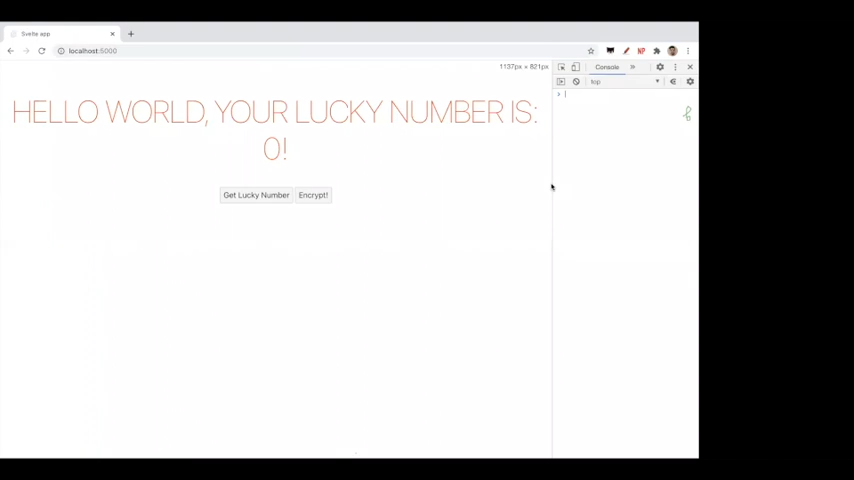 Svelte app
localhost:5000
NP
1137px × 821px
Console
top
HELLO WORLD, YOUR LUCKY NUMBER IS:
0!
Get Lucky Number
Encrypt!